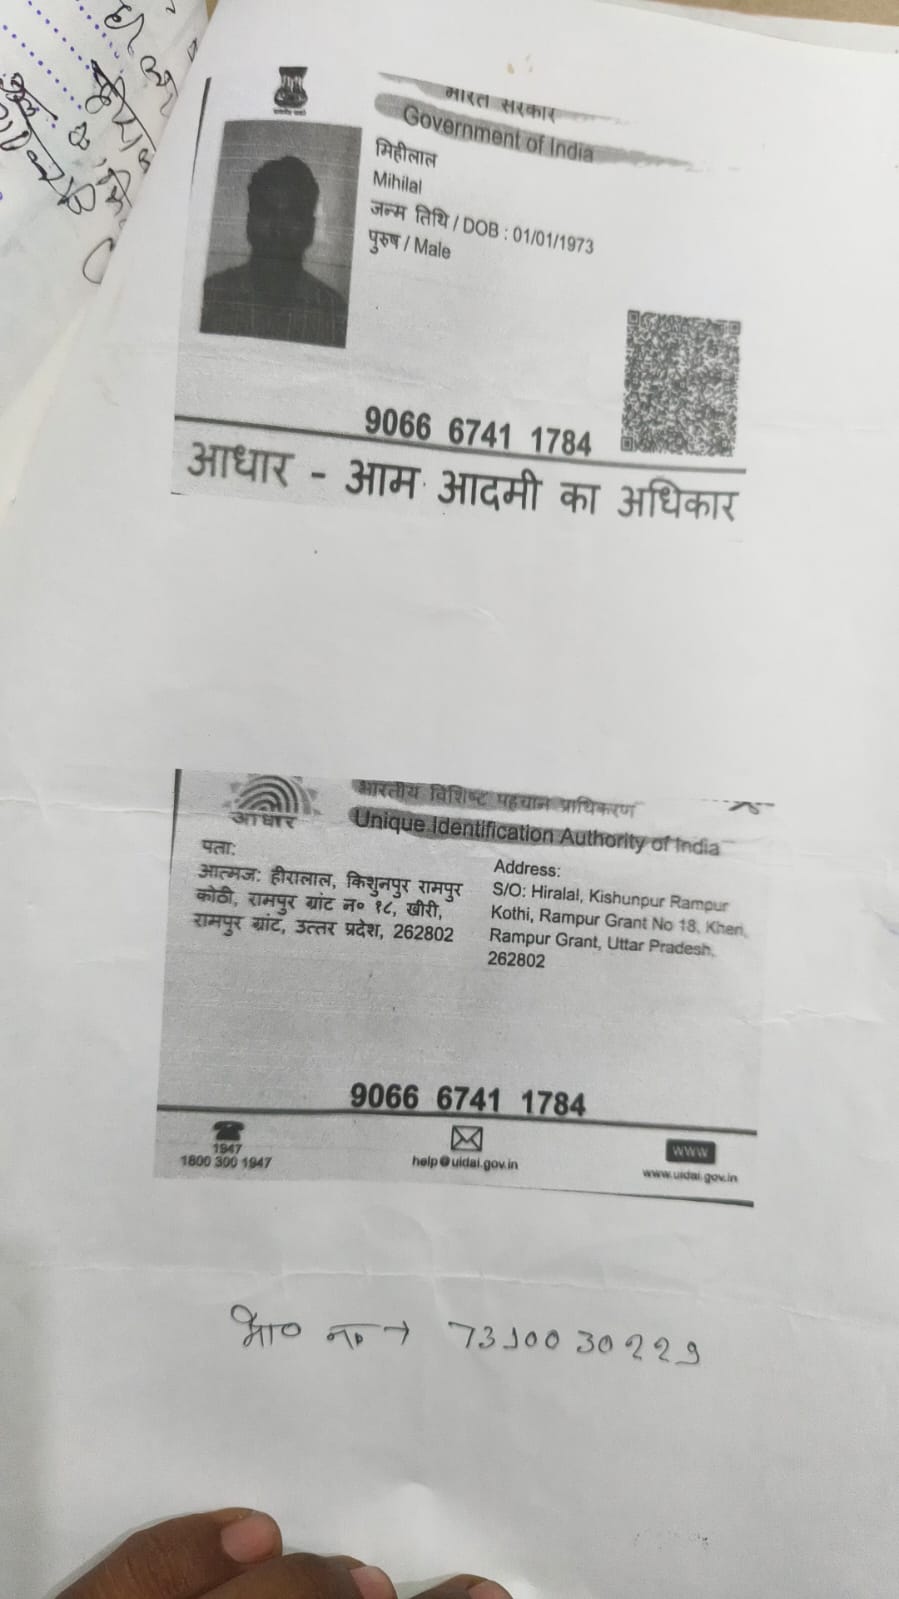 भारत सरकार
Government of India
मिहीलाल
Mihilal
जन्म तिथि / DOB : 01/01/1973
पुरुष / Male
9066 6741 1784
आधार - आम आदमी का अधिकार
आधार
भारतीय विशिष्ट पहचान प्राधिकरण
Unique Identification Authority of India
पता:
आत्मज: हीरालाल, किशुनपुर रामपुर
कोठी, रामपुर ग्रांट न० १८, खीरी,
रामपुर ग्रांट, उत्तर प्रदेश, 262802
Address:
S/O: Hiralal, Kishunpur Rampur
Kothi, Rampur Grant No 18, Kheri,
Rampur Grant, Uttar Pradesh,
262802
9066 6741 1784
1947
1800 300 1947
help@uidai.gov.in
www
www.uidai.gov.in
मो० न० → 7310030229